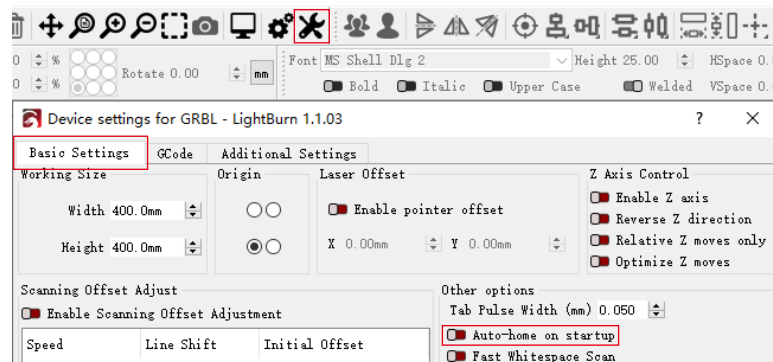 0 % Rotate 0.00 mm Font MS Shell Dlg 2 Height 25.00 HSpace 0.
0 % Bold Italic Upper Case Welded VSpace 0.
Device settings for GRBL - LightBurn 1.1.03 ? ×
Basic Settings GCode Additional Settings
Working Size Origin Laser Offset Z Axis Control
Enable Z axis
Width 400.0mm Enable pointer offset
Reverse Z direction
Height 400.0mm X 0.00mm Y 0.00mm Relative Z moves only
Optimize Z moves
Scanning Offset Adjust Other options
Enable Scanning Offset Adjustment Tab Pulse Width (mm) 0.050
Speed Line Shift Initial Offset Auto-home on startup
Fast Whitespace Scan